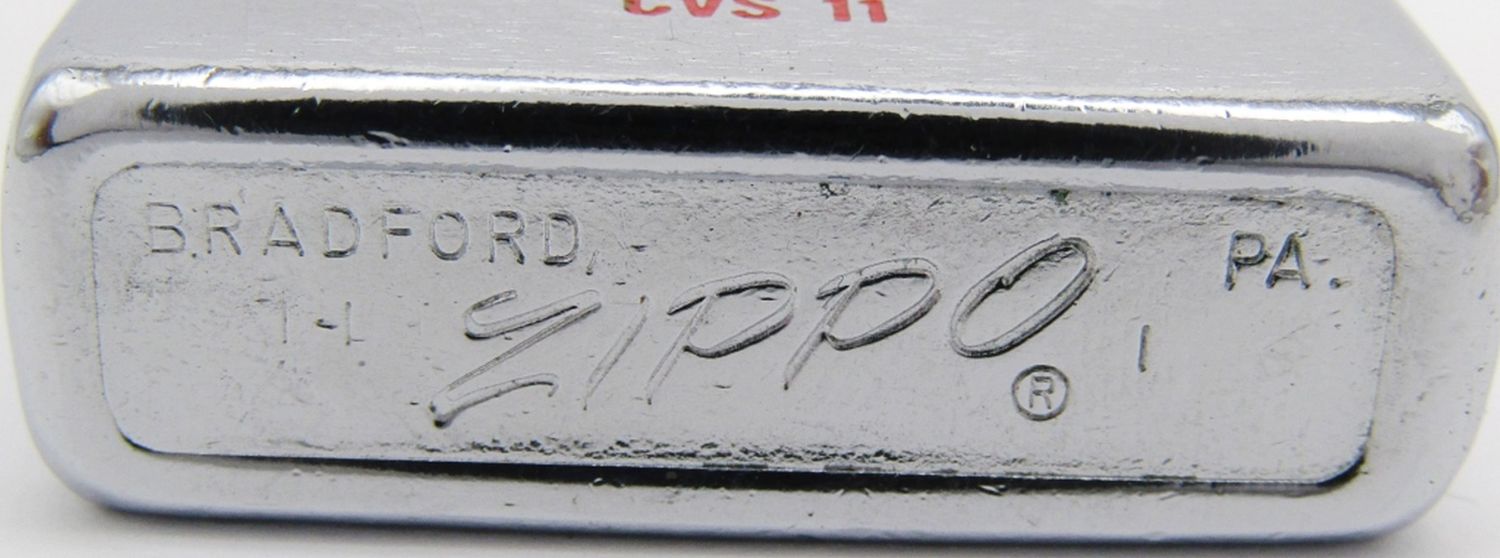 CVS 11
BRADFORD, PA.
ZIPPO ®
|